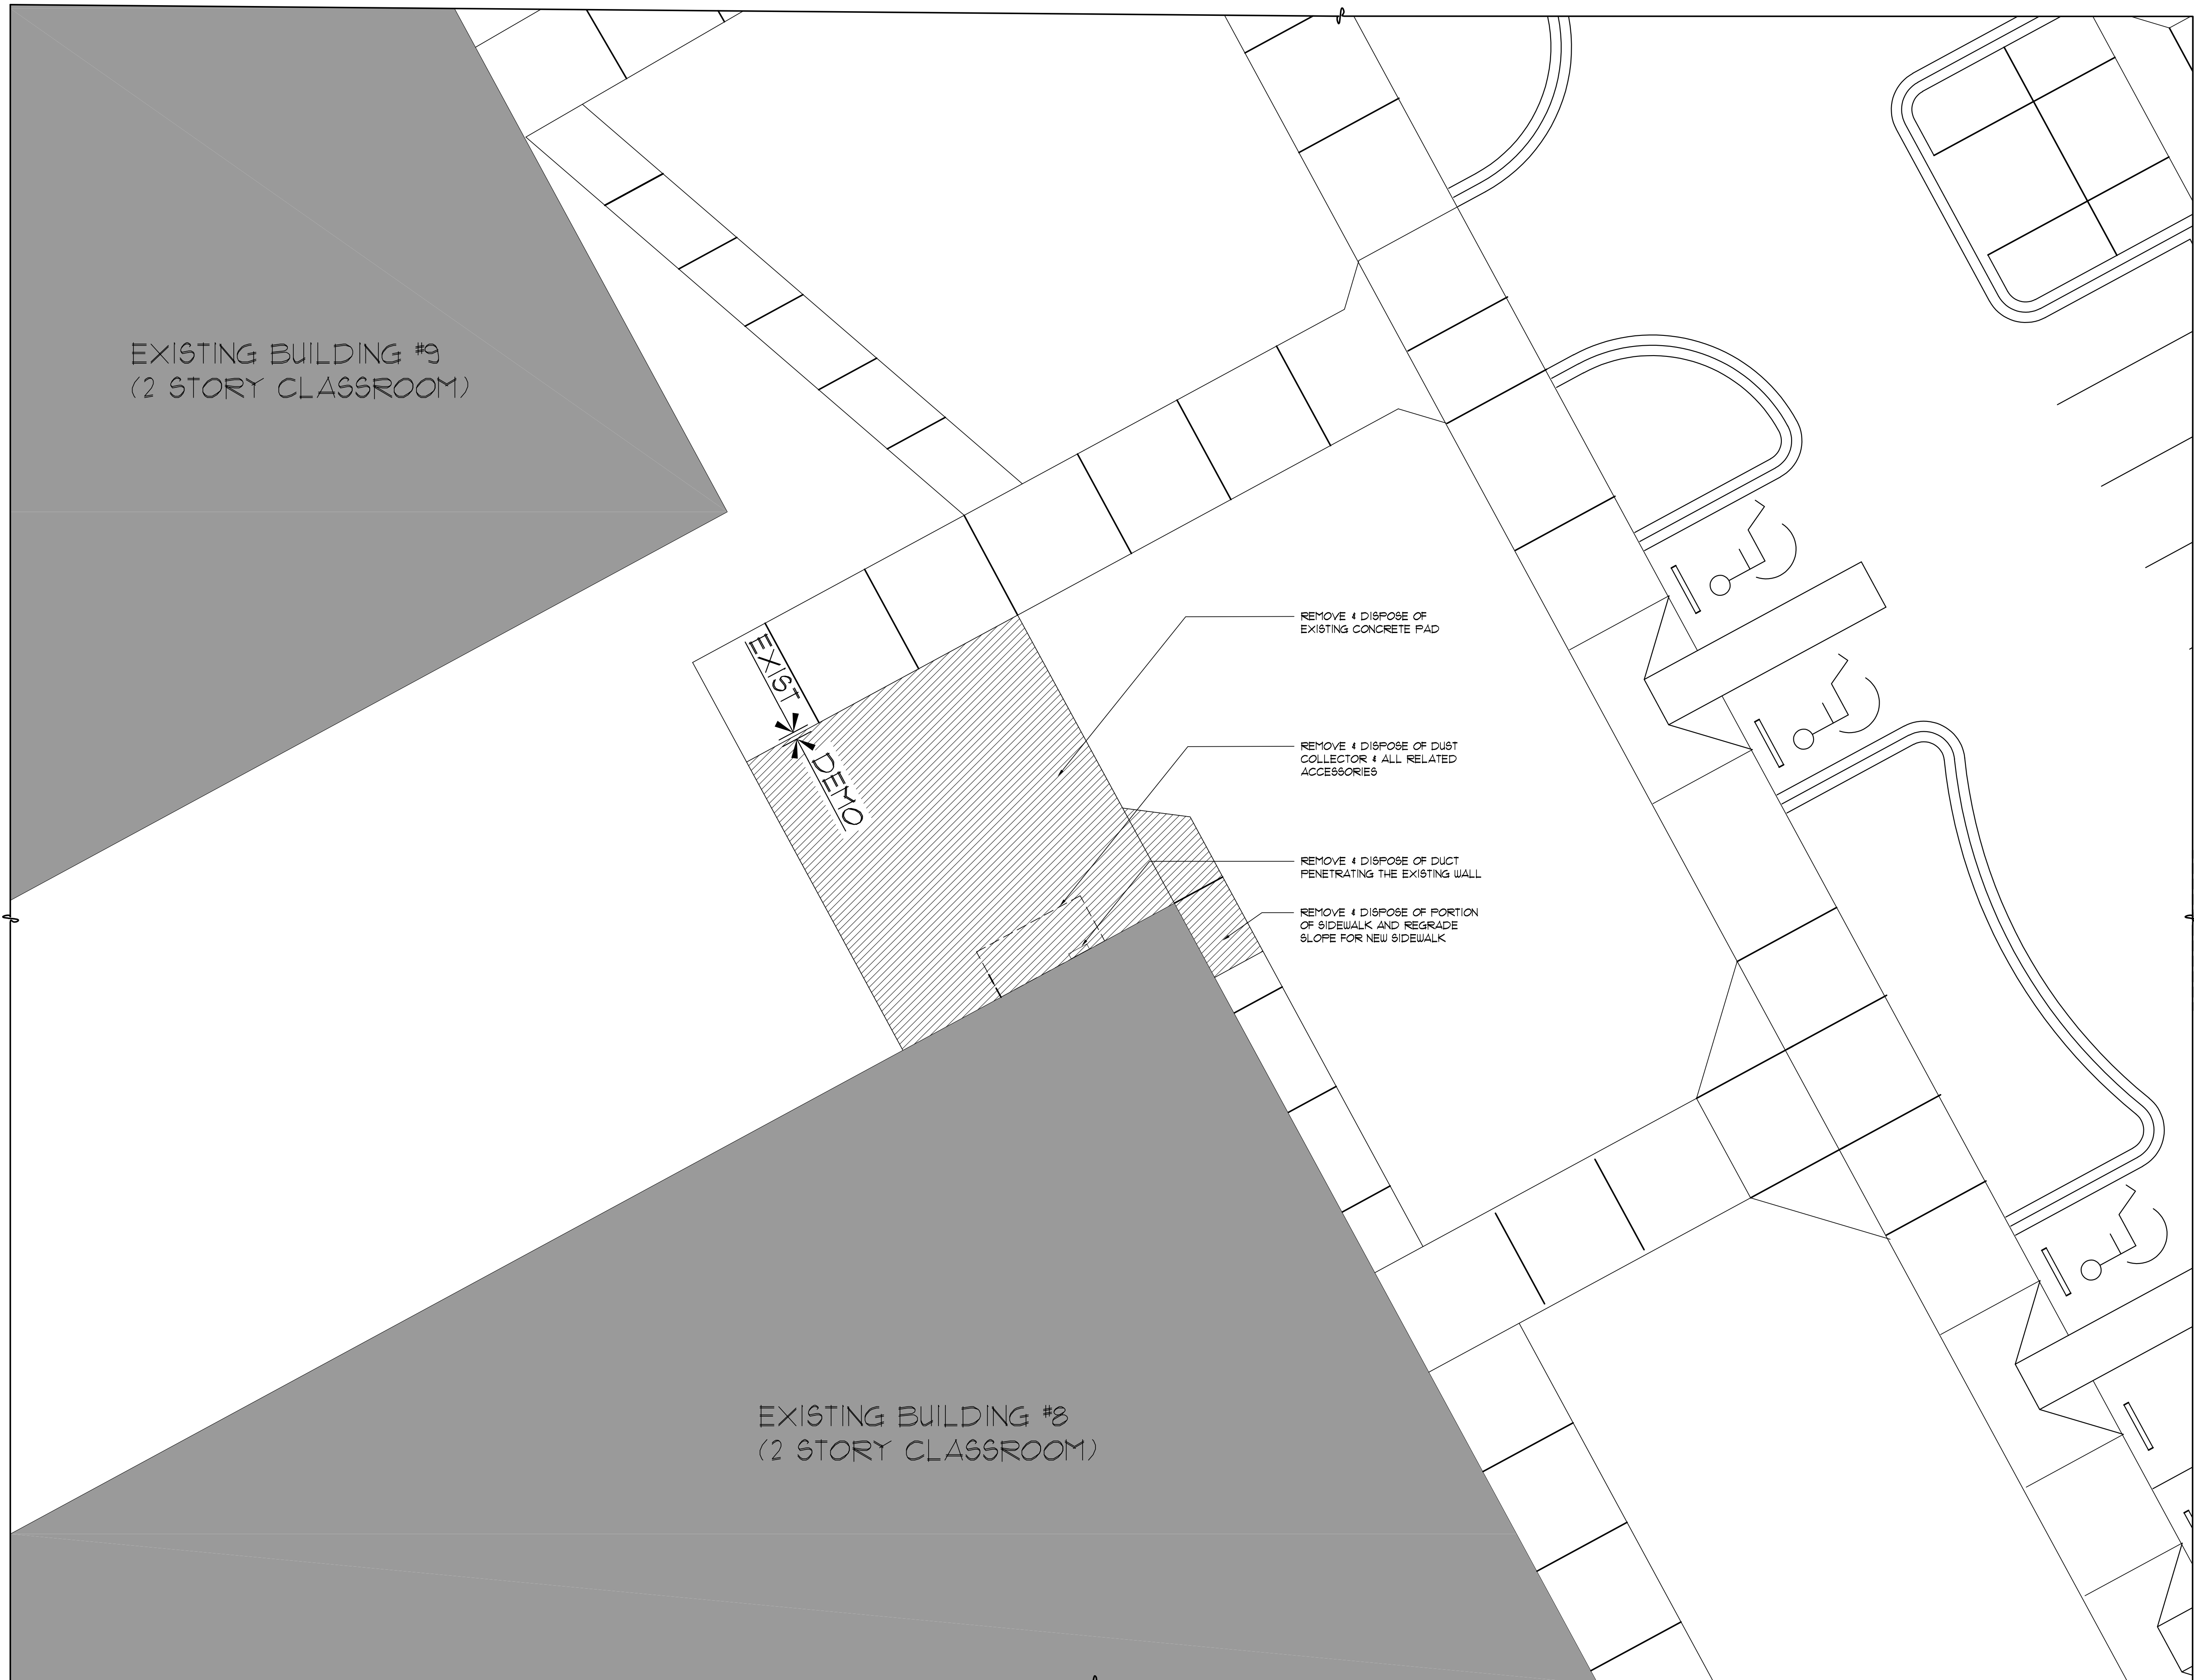 EXISTING BUILDING #9
(2 STORY CLASSROOM)
REMOVE & DISPOSE OF
EXISTING CONCRETE PAD
EXIST
DEMO
REMOVE & DISPOSE OF DUST
COLLECTOR & ALL RELATED
ACCESSORIES
REMOVE & DISPOSE OF DUCT
PENETRATING THE EXISTING WALL
REMOVE & DISPOSE OF PORTION
OF SIDEWALK AND REGRADE
SLOPE FOR NEW SIDEWALK
EXISTING BUILDING #8
(2 STORY CLASSROOM)